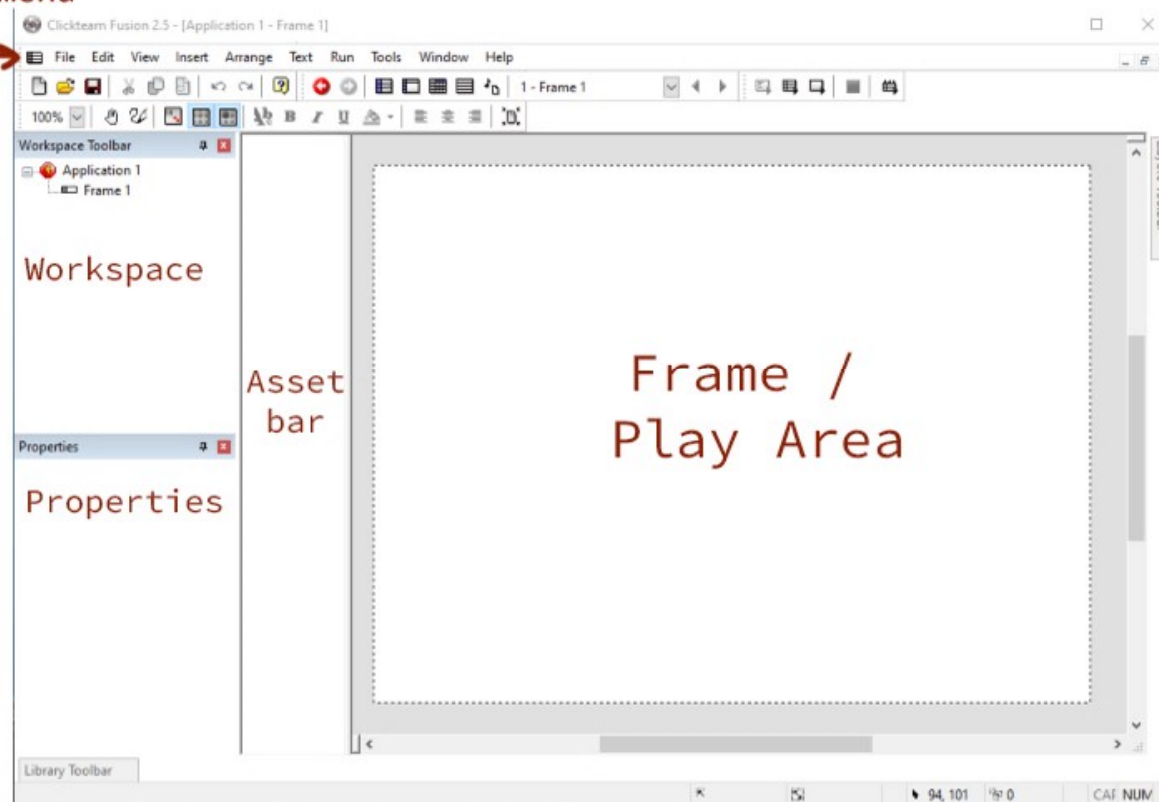 Clickteam Fusion 2.5 - [Application 1 - Frame 1]
File Edit View Insert Arrange Text Run Tools Window Help
1 - Frame 1
100% B I U
Workspace Toolbar
Application 1
Frame 1
Workspace
Asset
bar
Frame /
Play Area
Properties
Properties
Library Toolbar
94, 101 0 CAP NUM